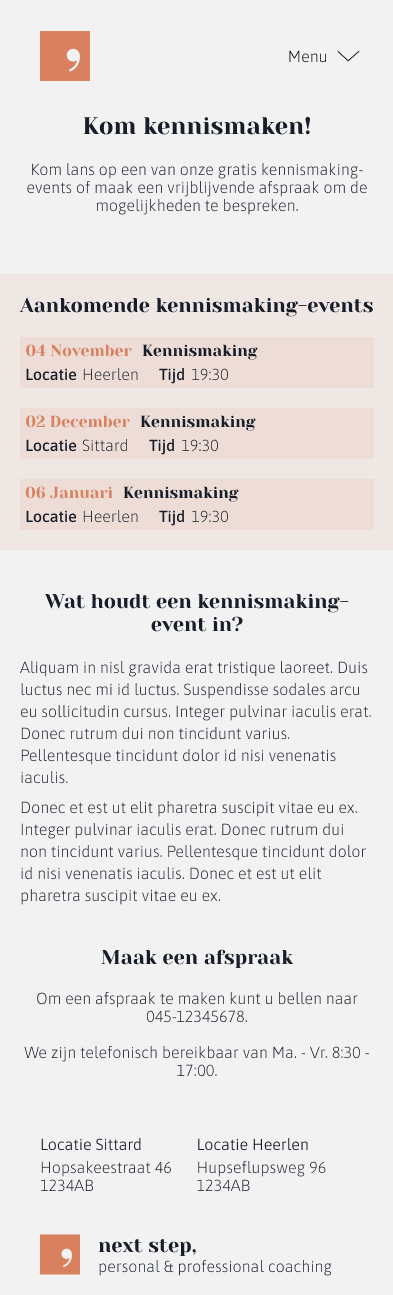 ,
Menu
Kom kennismaken!
Kom lans op een van onze gratis kennismaking-
events of maak een vrijblijvende afspraak om de
mogelijkheden te bespreken.
Aankomende kennismaking-events
04 November Kennismaking
Locatie Heerlen Tijd 19:30
02 December Kennismaking
Locatie Sittard Tijd 19:30
06 Januari Kennismaking
Locatie Heerlen Tijd 19:30
Wat houdt een kennismaking-
event in?
Aliquam in nisl gravida erat tristique laoreet. Duis
luctus nec mi id luctus. Suspendisse sodales arcu
eu sollicitudin cursus. Integer pulvinar iaculis erat.
Donec rutrum dui non tincidunt varius.
Pellentesque tincidunt dolor id nisi venenatis
iaculis.
Donec et est ut elit pharetra suscipit vitae eu ex.
Integer pulvinar iaculis erat. Donec rutrum dui
non tincidunt varius. Pellentesque tincidunt dolor
id nisi venenatis iaculis. Donec et est ut elit
pharetra suscipit vitae eu ex.
Maak een afspraak
Om een afspraak te maken kunt u bellen naar
045-12345678.
We zijn telefonisch bereikbaar van Ma. - Vr. 8:30 -
17:00.
Locatie Sittard
Hopsakeestraat 46
1234AB
Locatie Heerlen
Hupseflupsweg 96
1234AB
,
next step,
personal & professional coaching